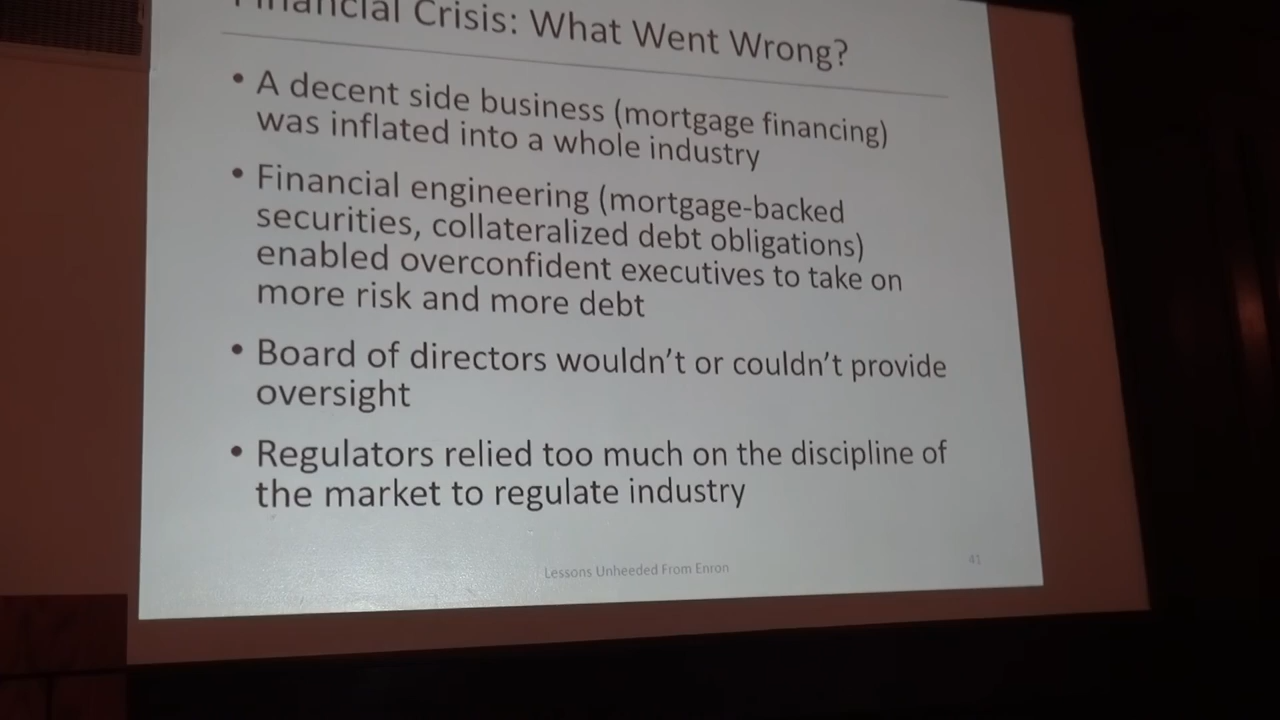 Financial Crisis: What Went Wrong?
• A decent side business (mortgage financing)
was inflated into a whole industry
• Financial engineering (mortgage-backed
securities, collateralized debt obligations)
enabled overconfident executives to take on
more risk and more debt
• Board of directors wouldn't or couldn't provide
oversight
• Regulators relied too much on the discipline of
the market to regulate industry
Lessons Unheeded From Enron
41